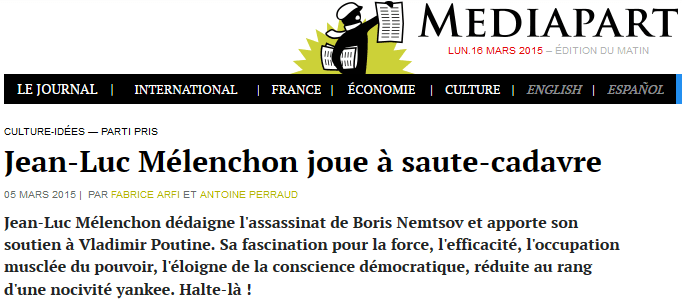 MEDIAPART
LUN.16 MARS 2015 – ÉDITION DU MATIN
LE JOURNAL | INTERNATIONAL | FRANCE | ÉCONOMIE | CULTURE | ENGLISH | ESPAÑOL
CULTURE-IDÉES — PARTI PRIS
Jean-Luc Mélenchon joue à saute-cadavre
05 MARS 2015 | PAR FABRICE ARFI ET ANTOINE PERRAUD
Jean-Luc Mélenchon dédaigne l'assassinat de Boris Nemtsov et apporte son
soutien à Vladimir Poutine. Sa fascination pour la force, l'efficacité, l'occupation
musclée du pouvoir, l'éloigne de la conscience démocratique, réduite au rang
d'une nocivité yankee. Halte-là !